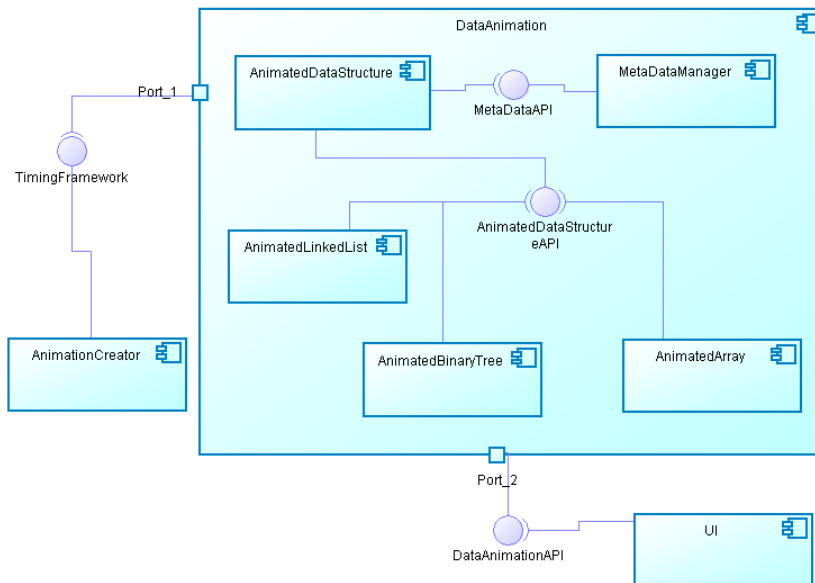 DataAnimation
AnimatedDataStructure
MetaDataManager
Port_1
MetaDataAPI
TimingFramework
AnimatedDataStructur
eAPI
AnimatedLinkedList
AnimationCreator
AnimatedBinaryTree
AnimatedArray
Port_2
UI
DataAnimationAPI